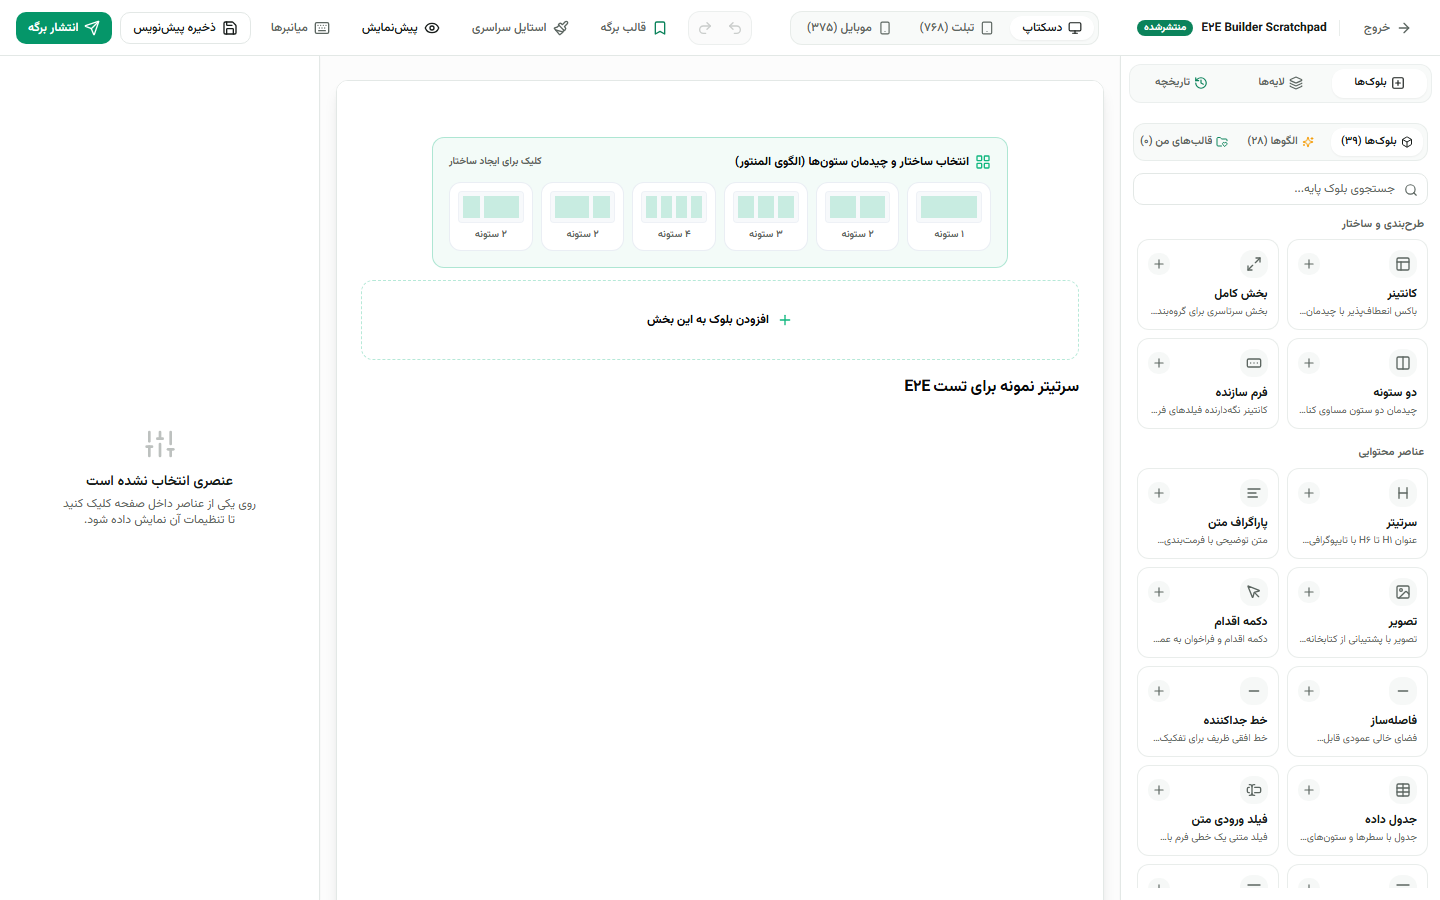 خروج
E2E Builder Scratchpad
منتشرشده
دسکتاپ
تبلت (۷۶۸)
موبایل (۳۷۵)
قالب برگه
استایل سراسری
پیش‌نمایش
میانبرها
ذخیره پیش‌نویس
انتشار برگه
بلوک‌ها
لایه‌ها
تاریخچه
بلوک‌ها (۳۹)
الگوها (۲۸)
قالب‌های من (۰)
جستجوی بلوک پایه...
طرح‌بندی و ساختار
کانتینر
باکس انعطاف‌پذیر با چیدمان...
بخش کامل
بخش سرتاسری برای گروه‌بند...
دو ستونه
چیدمان دو ستون مساوی کنا...
فرم سازنده
کانتینر نگه‌دارنده فیلدهای فر...
عناصر محتوایی
سرتیتر
عنوان H۱ تا H۶ با تایپوگرافی...
پاراگراف متن
متن توضیحی با فرمت‌بندی...
تصویر
تصویر با پشتیبانی از کتابخانه...
دکمه اقدام
دکمه اقدام و فراخوان به عمـ...
فاصله‌ساز
فضای خالی عمودی قابل...
خط جداکننده
خط افقی ظریف برای تفکیک...
جدول داده
جدول با سطرها و ستون‌های...
فیلد ورودی متن
فیلد متنی یک خطی فرم با...
انتخاب ساختار و چیدمان ستون‌ها (الگوی المنتور)
کلیک برای ایجاد ساختار
۱ ستونه
۲ ستونه
۳ ستونه
۴ ستونه
۲ ستونه
۲ ستونه
افزودن بلوک به این بخش
سرتیتر نمونه برای تست E۲E
عنصری انتخاب نشده است
روی یکی از عناصر داخل صفحه کلیک کنید
تا تنظیمات آن نمایش داده شود.